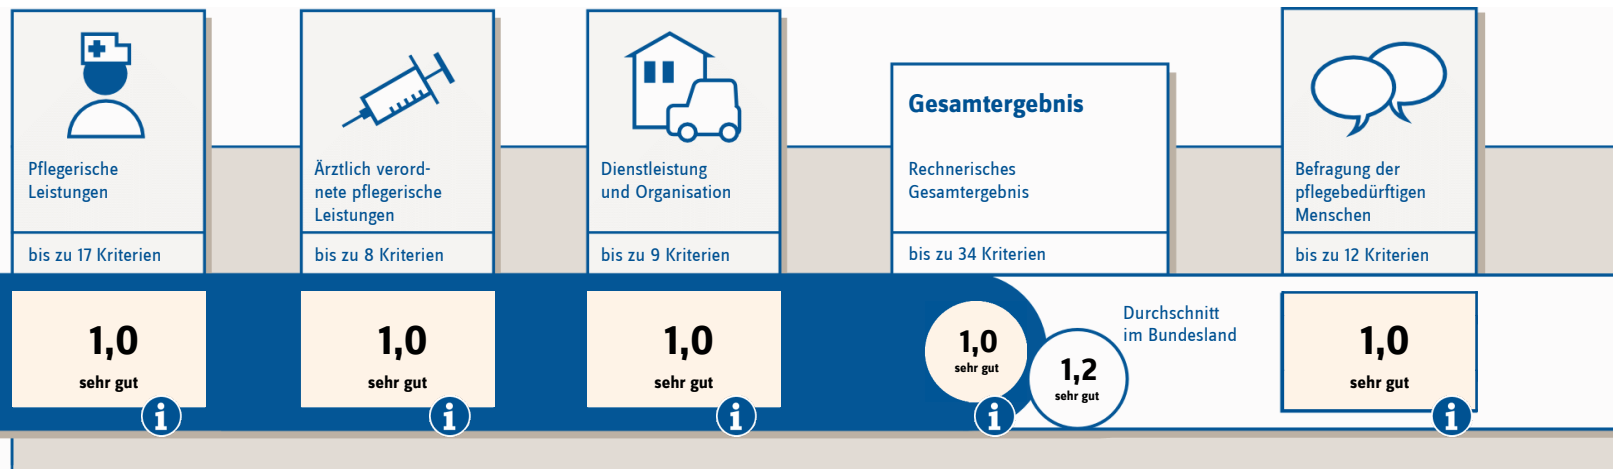 Pflegerische
Leistungen
bis zu 17 Kriterien
1,0
sehr gut
i
Ärztlich verord-
nete pflegerische
Leistungen
bis zu 8 Kriterien
1,0
sehr gut
i
Dienstleistung
und Organisation
bis zu 9 Kriterien
1,0
sehr gut
i
Gesamtergebnis
Rechnerisches
Gesamtergebnis
bis zu 34 Kriterien
1,0
sehr gut
i
Durchschnitt
im Bundesland
1,2
sehr gut
Befragung der
pflegebedürftigen
Menschen
bis zu 12 Kriterien
1,0
sehr gut
i